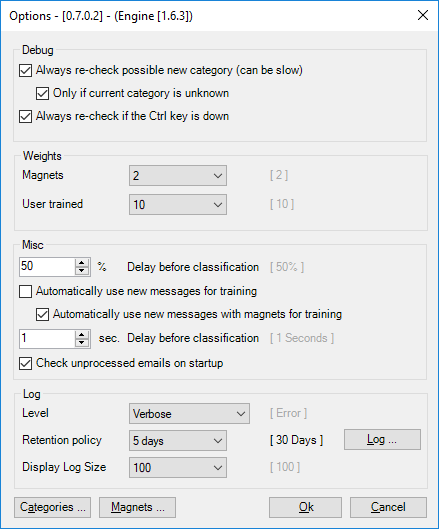 Options - [0.7.0.2] - (Engine [1.6.3])
Debug
Always re-check possible new category (can be slow)
Only if current category is unknown
Always re-check if the Ctrl key is down
Weights
Magnets 2 [ 2 ]
User trained 10 [ 10 ]
Misc
50 % Delay before classification [ 50% ]
Automatically use new messages for training
Automatically use new messages with magnets for training
1 sec. Delay before classification [ 1 Seconds ]
Check unprocessed emails on startup
Log
Level Verbose [ Error ]
Retention policy 5 days [ 30 Days ] Log ...
Display Log Size 100 [ 100 ]
Categories ... Magnets ... Ok Cancel